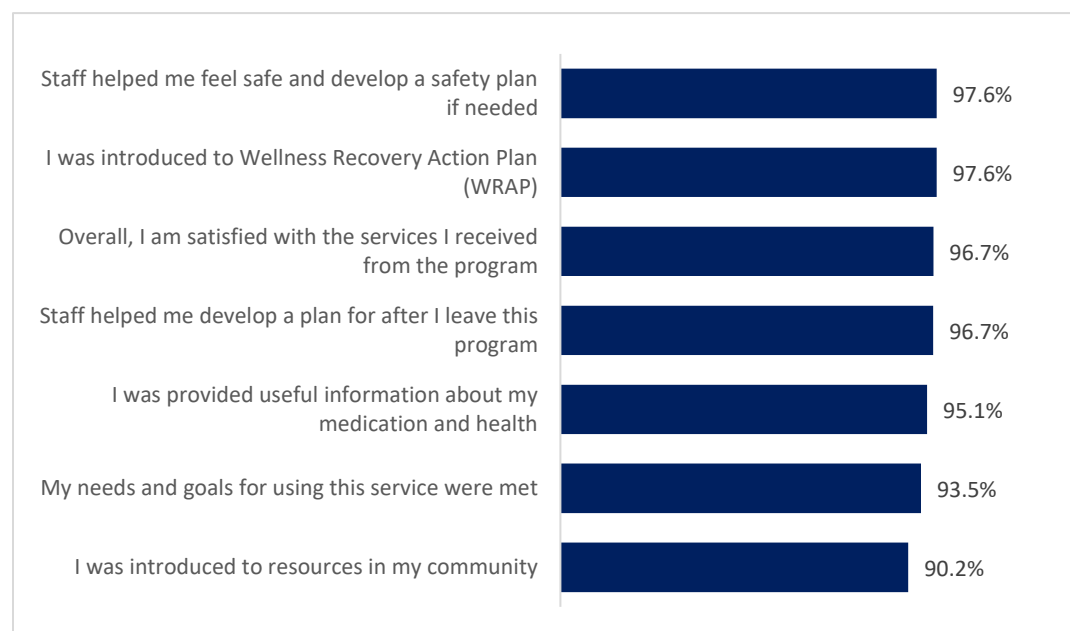 Staff helped me feel safe and develop a safety plan
if needed
97.6%
I was introduced to Wellness Recovery Action Plan
(WRAP)
97.6%
Overall, I am satisfied with the services I received
from the program
96.7%
Staff helped me develop a plan for after I leave this
program
96.7%
I was provided useful information about my
medication and health
95.1%
My needs and goals for using this service were met
93.5%
I was introduced to resources in my community
90.2%